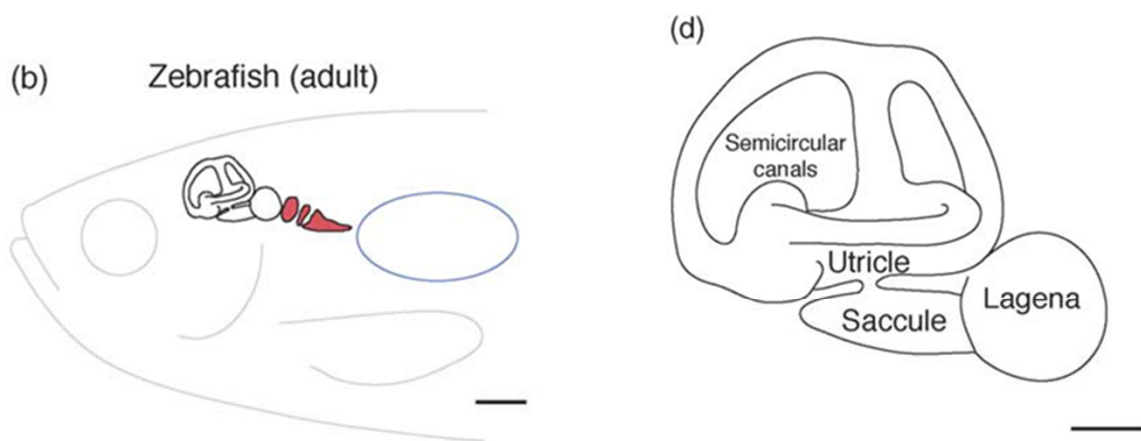 (b) Zebrafish (adult)
(d)
Semicircular
canals
Utricle
Saccule
Lagena